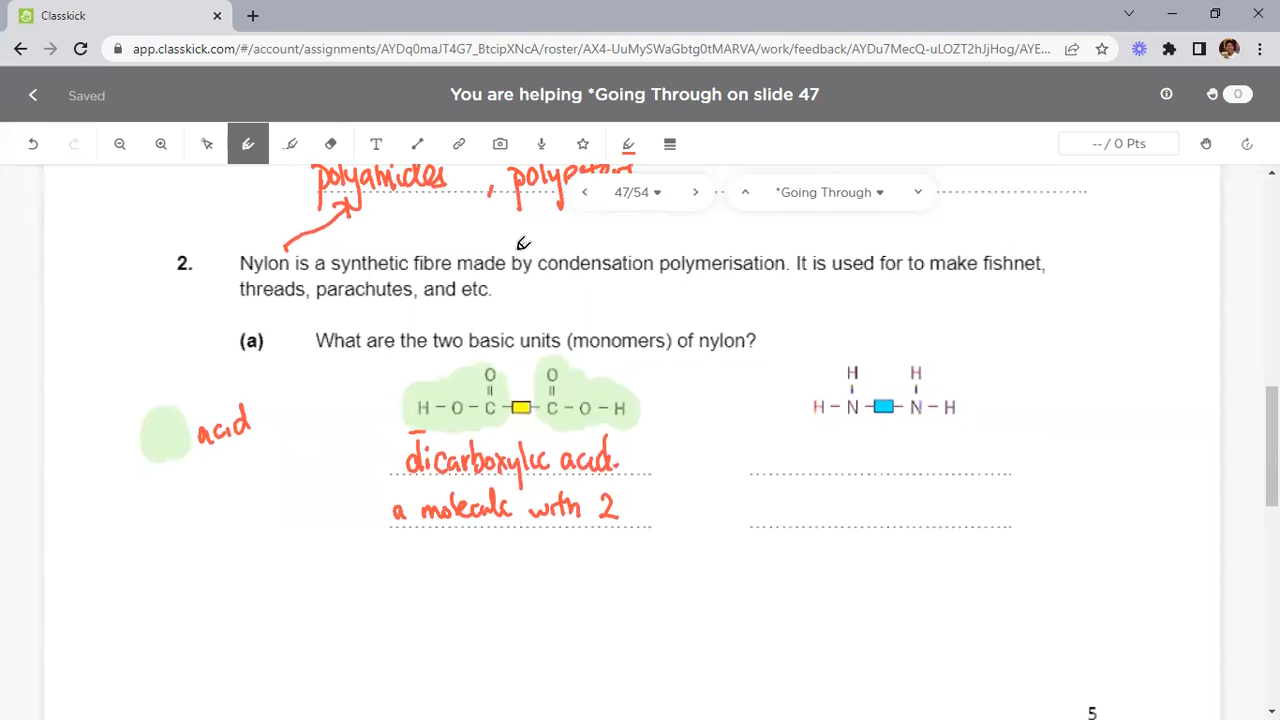 Classkick
app.classkick.com/#/account/assignments/AYDq0maJT4G7_BtcipXNcA/roster/AX4-UuMySWaGbtg0tMARVA/work/feedback/AYDu7MecQ-uLOZT2hJjHog/AYE...
Saved
You are helping *Going Through on slide 47
0
T
-- / 0 Pts
polyamides ,
47/54
*Going Through
2. Nylon is a synthetic fibre made by condensation polymerisation. It is used for to make fishnet,
threads, parachutes, and etc.
(a) What are the two basic units (monomers) of nylon?
O O H H
H - O - C - C - O - H H - N - N - H
acid
dicarboxylic acid.
a molecule with 2
5